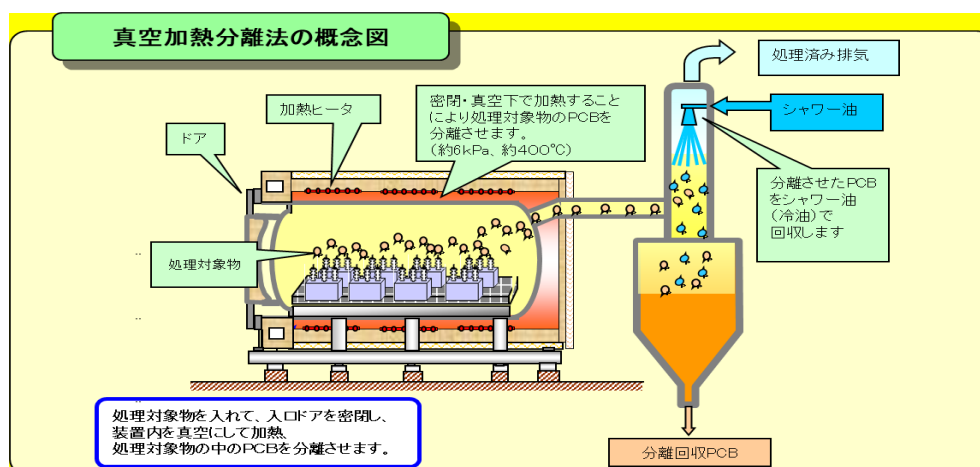 真空加熱分離法の概念図
処理済み排気
加熱ヒータ
密閉・真空下で加熱すること
により処理対象物のPCBを
分離させます。
(約6kPa、約400℃)
シャワー油
ドア
分離させたPCB
をシャワー油
(冷油)で
回収します
処理対象物
処理対象物を入れて、入口ドアを密閉し、
装置内を真空にして加熱、
処理対象物の中のPCBを分離させます。
分離回収PCB